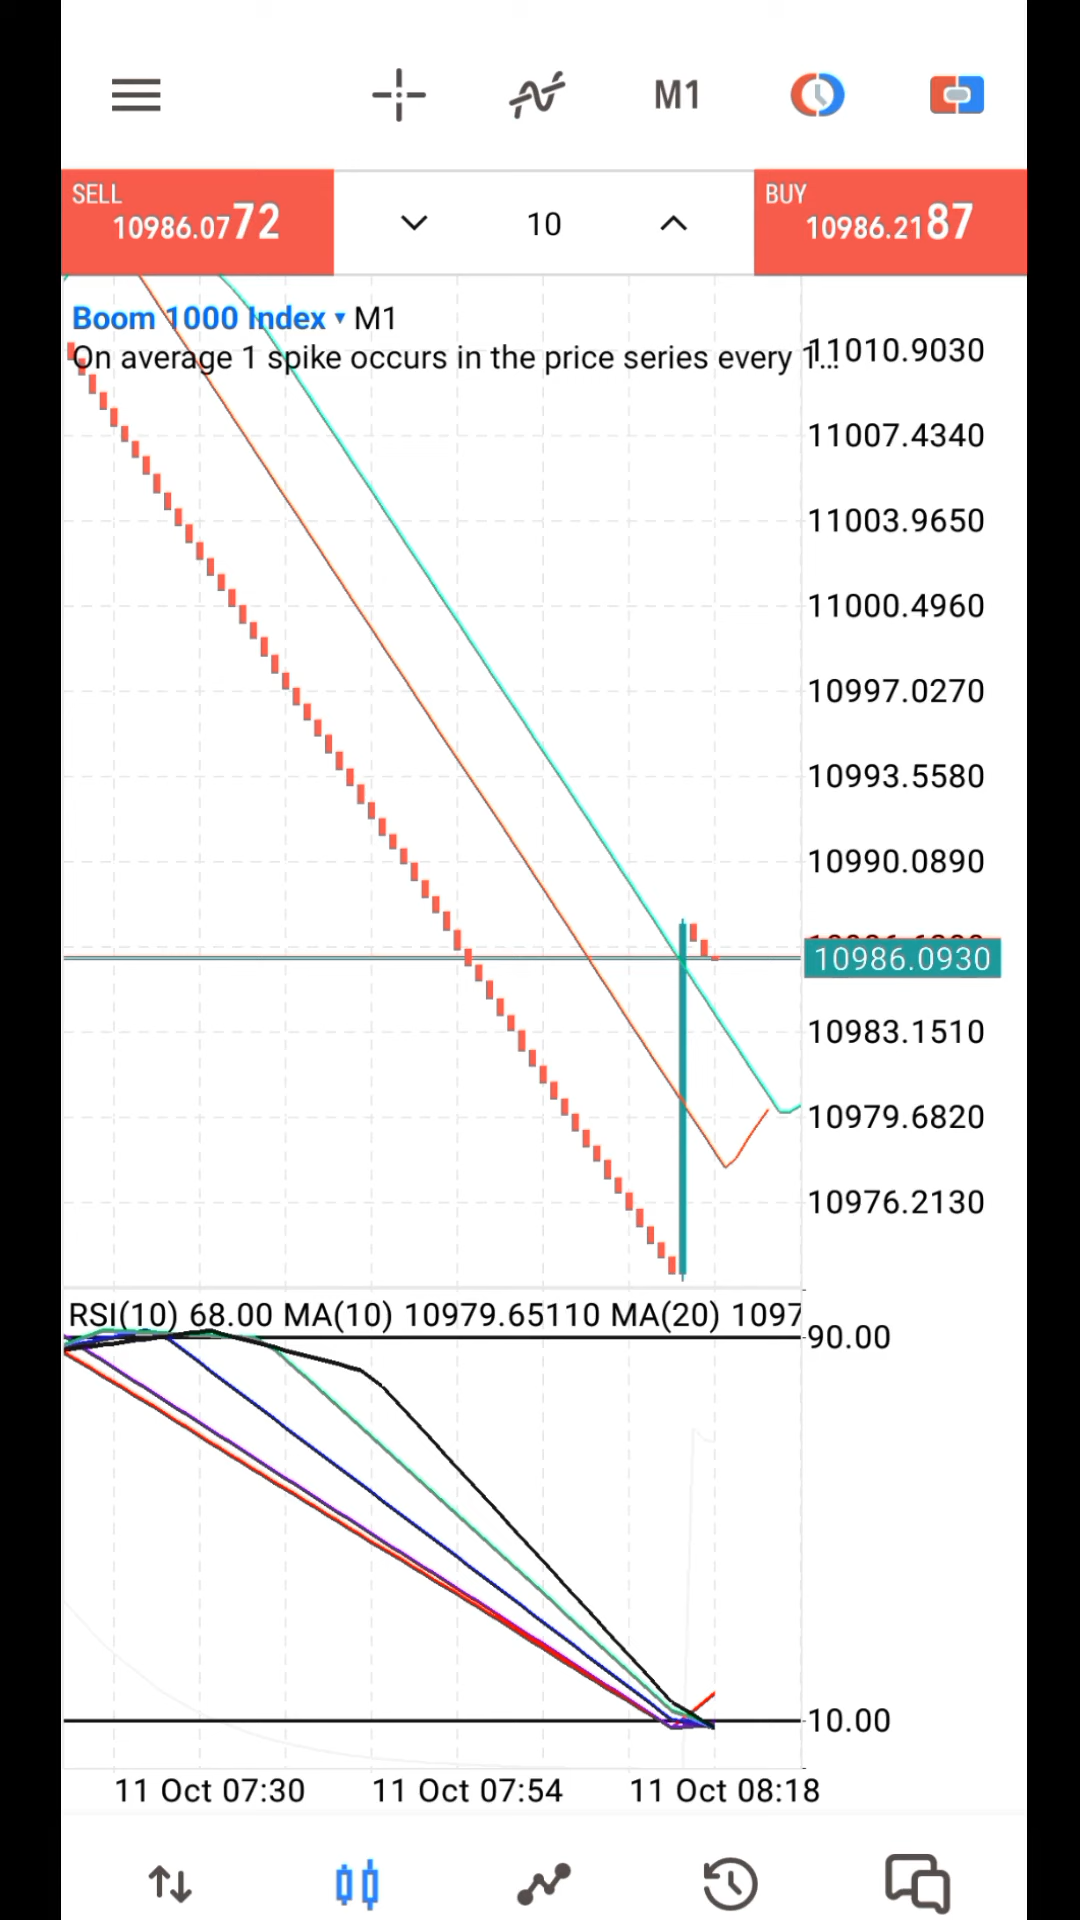 M1
SELL
10986.0772
10
BUY
10986.2187
Boom 1000 Index ▾ M1
On average 1 spike occurs in the price series every 1...
11010.9030
11007.4340
11003.9650
11000.4960
10997.0270
10993.5580
10990.0890
10986.0930
10983.1510
10979.6820
10976.2130
RSI(10) 68.00 MA(10) 10979.65110 MA(20) 1097
90.00
10.00
11 Oct 07:30 11 Oct 07:54 11 Oct 08:18